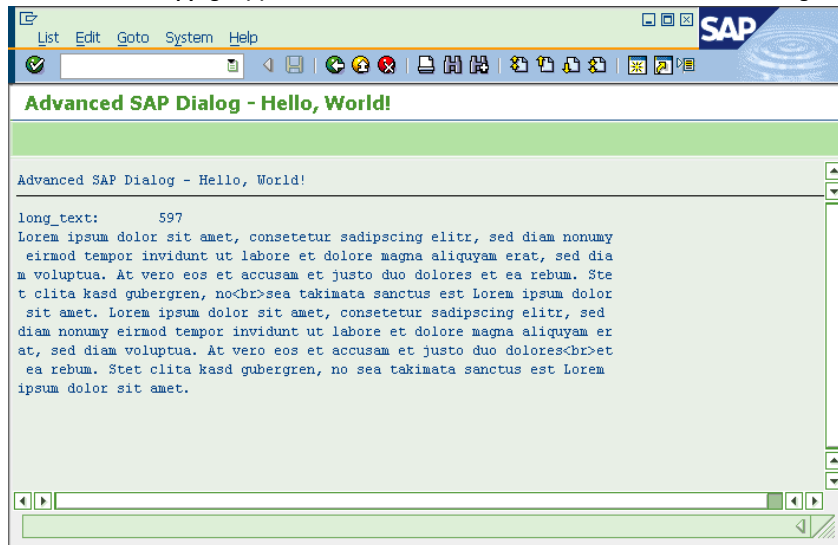 List Edit Goto System Help
SAP
Advanced SAP Dialog - Hello, World!
Advanced SAP Dialog - Hello, World!
long_text: 597
Lorem ipsum dolor sit amet, consetetur sadipscing elitr, sed diam nonumy
eirmod tempor invidunt ut labore et dolore magna aliquyam erat, sed dia
m voluptua. At vero eos et accusam et justo duo dolores et ea rebum. Ste
t clita kasd gubergren, no<br>sea takimata sanctus est Lorem ipsum dolor
sit amet. Lorem ipsum dolor sit amet, consetetur sadipscing elitr, sed
diam nonumy eirmod tempor invidunt ut labore et dolore magna aliquyam er
at, sed diam voluptua. At vero eos et accusam et justo duo dolores<br>et
ea rebum. Stet clita kasd gubergren, no sea takimata sanctus est Lorem
ipsum dolor sit amet.